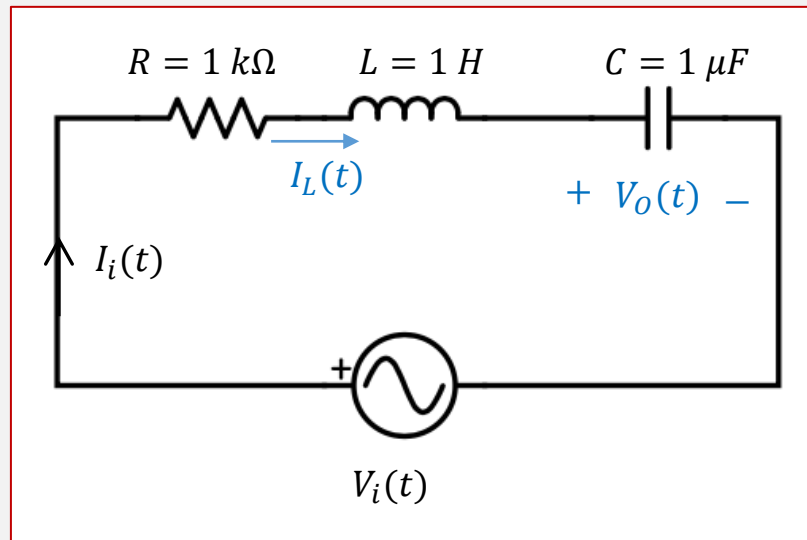 R = 1 kΩ
L = 1 H
C = 1 μF
I_L(t)
+ V_O(t) −
I_i(t)
+
V_i(t)